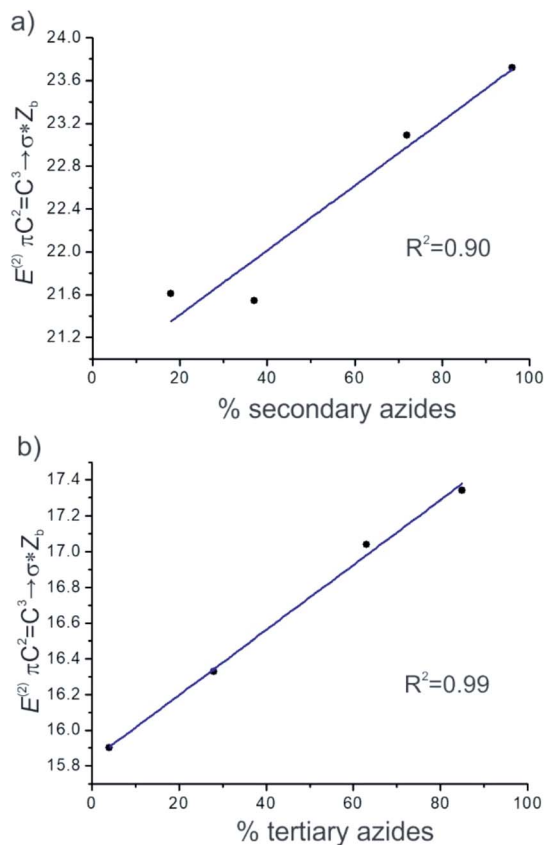 a)
24.0
23.6
23.2
22.8
22.4
22.0
21.6
21.2
E⁽²⁾ πC²=C³→σ*Z_b
R²=0.90
0 20 40 60 80 100
% secondary azides
b)
17.4
17.2
17.0
16.8
16.6
16.4
16.2
16.0
15.8
E⁽²⁾ πC²=C³→σ*Z_b
R²=0.99
0 20 40 60 80 100
% tertiary azides